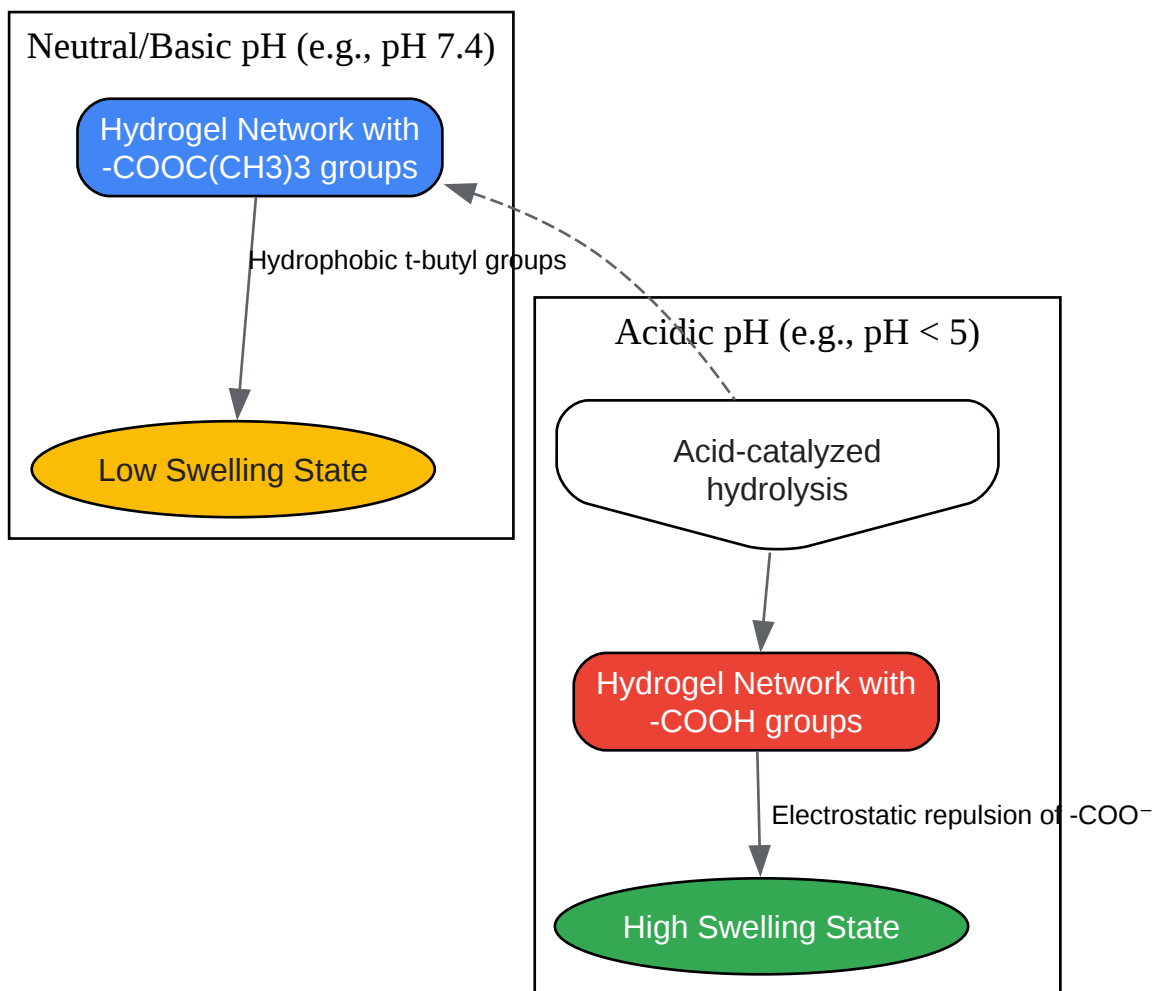 Neutral/Basic pH (e.g., pH 7.4)
Hydrogel Network with
-COOC(CH3)3 groups
Hydrophobic t-butyl groups
Low Swelling State
Acidic pH (e.g., pH < 5)
Acid-catalyzed
hydrolysis
Hydrogel Network with
-COOH groups
Electrostatic repulsion of -COO⁻
High Swelling State